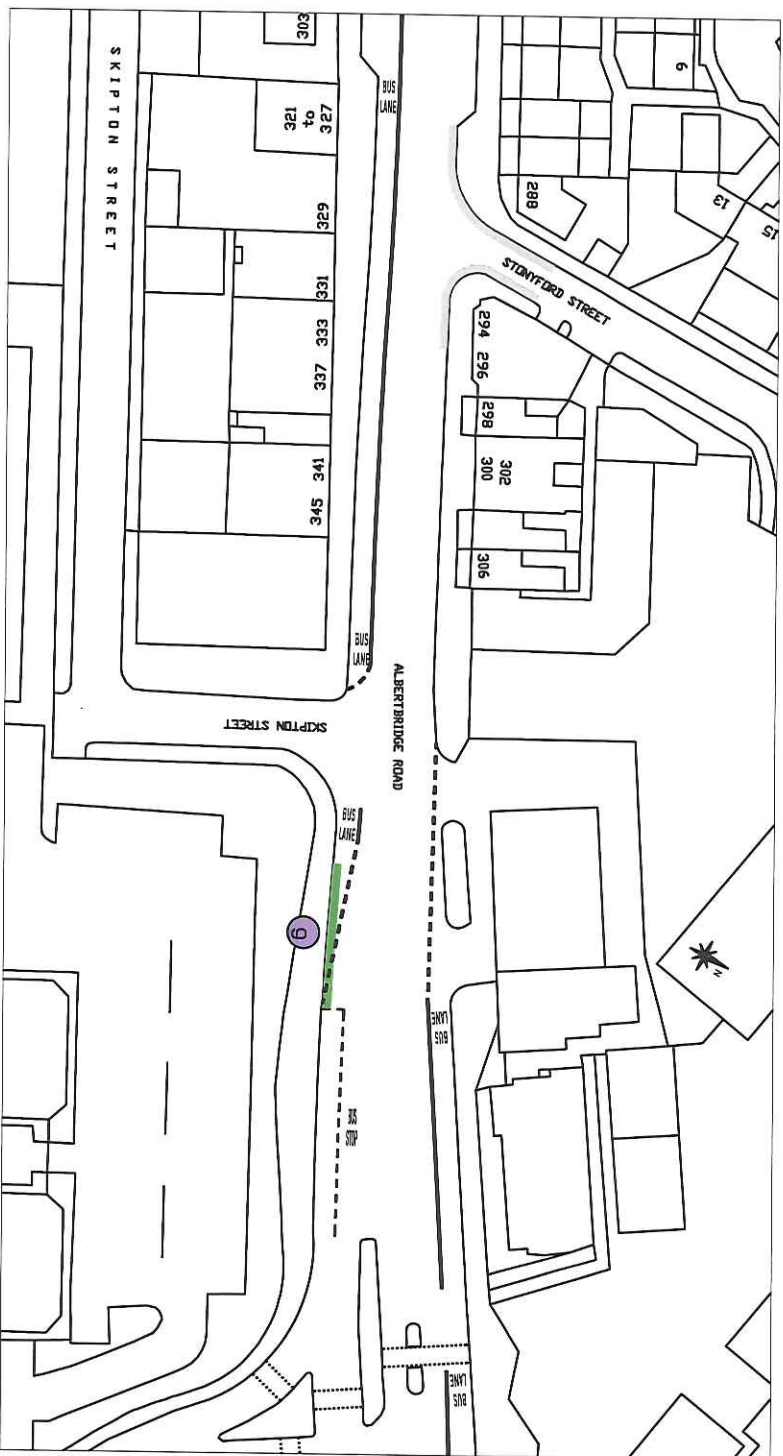 303
321
to
327
329
331
333
337
341
345
SKIPTON STREET
BUS
LANE
288
9
13
15
STONYFORD STREET
294
296
298
300
302
306
BUS
LANE
ALBERTBRIDGE ROAD
SKIPTON STREET
BUS
LANE
9
N
BUS
LANE
BUS
STOP
BUS
LANE